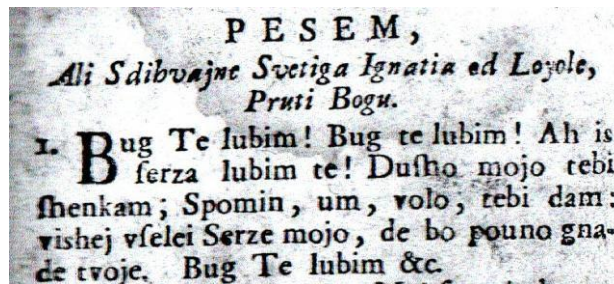 PESEM,
Ali Sdihvajne Svetiga Ignatia od Loyole,
Pruti Bogu.
1. Bug Te lubim! Bug te lubim! Ah is
ſerza lubim te! Duſho mojo tebi
ſhenkam; Spomin, um, volo, tebi dam:
vishej vſelei Serze mojo, de bo pouno gna-
de tvoje. Bug Te lubim &c.